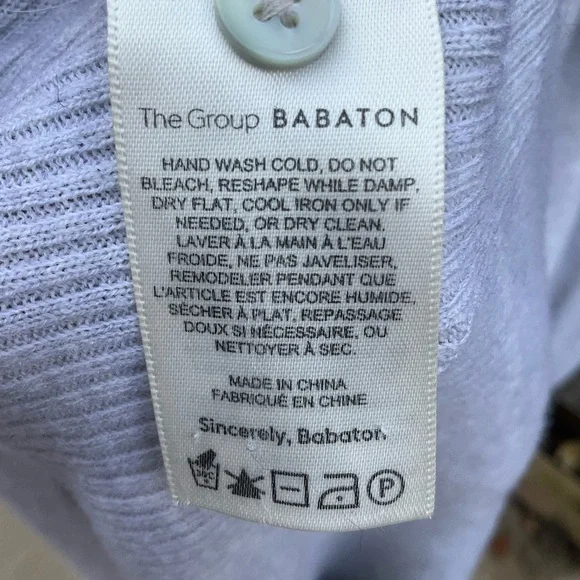 The Group BABATON
HAND WASH COLD, DO NOT
BLEACH, RESHAPE WHILE DAMP,
DRY FLAT, COOL IRON ONLY IF
NEEDED, OR DRY CLEAN.
LAVER À LA MAIN À L'EAU
FROIDE, NE PAS JAVELISER,
REMODELER PENDANT QUE
L'ARTICLE EST ENCORE HUMIDE.
SÉCHER À PLAT. REPASSAGE
DOUX SI NÉCESSAIRE, OU
NETTOYER À SEC.
MADE IN CHINA
FABRIQUÉ EN CHINE
Sincerely, Babaton.
30C P